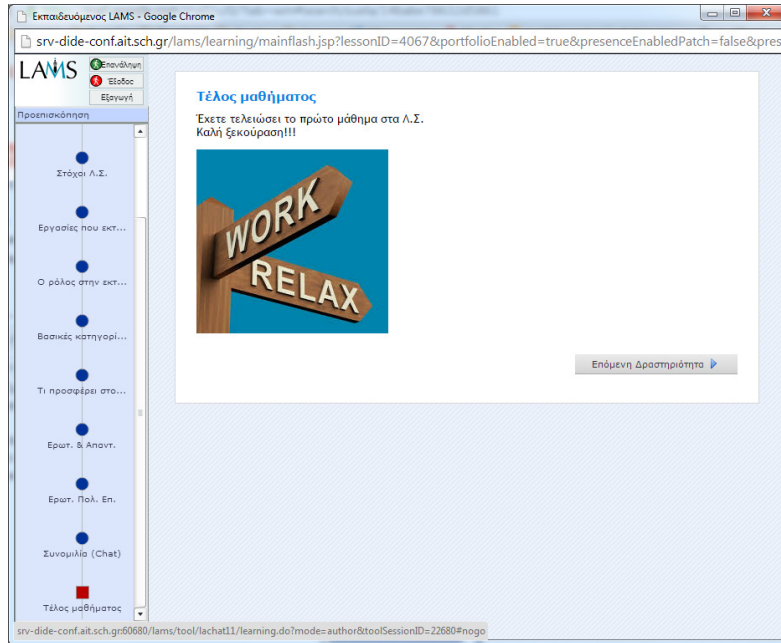 Εκπαιδευόμενος LAMS - Google Chrome
srv-dide-conf.ait.sch.gr/lams/learning/mainflash.jsp?lessonID=4067&portfolioEnabled=true&presenceEnabledPatch=false&pres
LAMS
Επανάληψη
Έξοδος
Εξαγωγή
Προεπισκόπηση
Στόχοι Λ.Σ.
Εργασίες που εκτ...
Ο ρόλος στην εκτ...
Βασικές κατηγορί...
Τι προσφέρει στο...
Ερωτ. & Απαντ.
Ερωτ. Πολ. Επ.
Συνομιλία (Chat)
Τέλος μαθήματος
Τέλος μαθήματος
Έχετε τελειώσει το πρώτο μάθημα στα Λ.Σ.
Καλή ξεκούραση!!!
WORK
RELAX
Επόμενη Δραστηριότητα
srv-dide-conf.ait.sch.gr:60680/lams/tool/lachat11/learning.do?mode=author&toolSessionID=22680#nogo